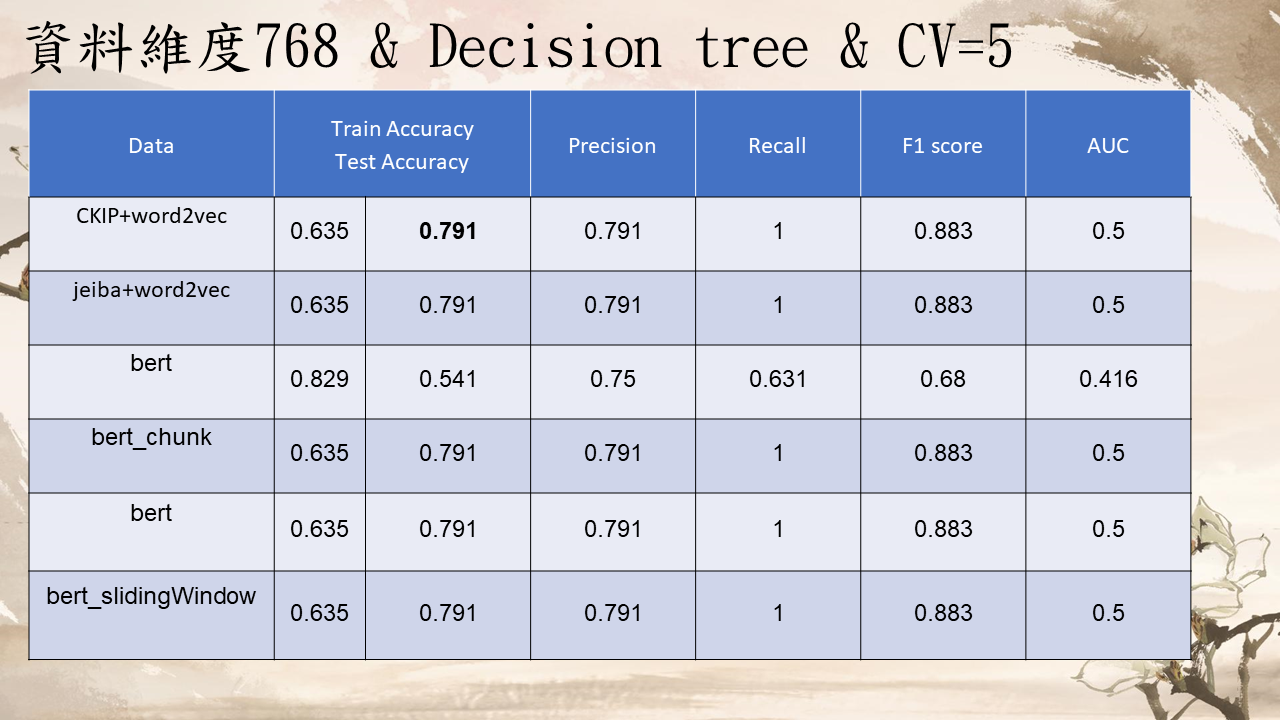 資料維度768 & Decision tree & CV=5
Data Train Accuracy Precision Recall F1 score AUC
Test Accuracy
CKIP+word2vec 0.635 0.791 0.791 1 0.883 0.5
jeiba+word2vec 0.635 0.791 0.791 1 0.883 0.5
bert 0.829 0.541 0.75 0.631 0.68 0.416
bert_chunk 0.635 0.791 0.791 1 0.883 0.5
bert 0.635 0.791 0.791 1 0.883 0.5
bert_slidingWindow 0.635 0.791 0.791 1 0.883 0.5